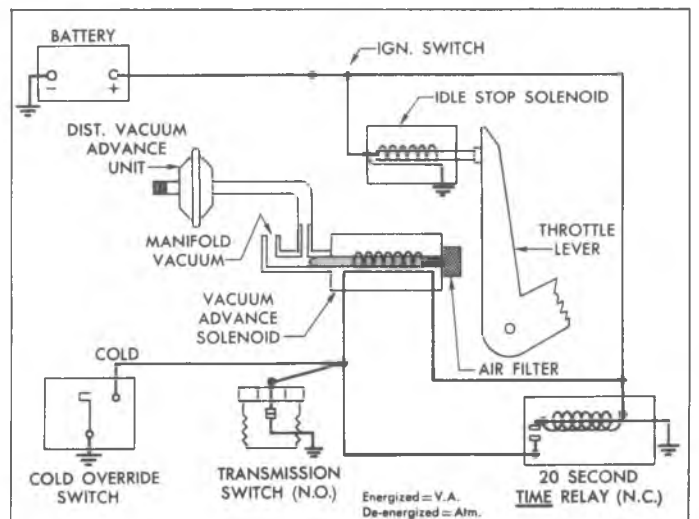 BATTERY
IGN. SWITCH
- +
IDLE STOP SOLENOID
DIST. VACUUM
ADVANCE
UNIT
THROTTLE
LEVER
MANIFOLD
VACUUM
VACUUM
ADVANCE
SOLENOID
COLD
AIR FILTER
COLD OVERRIDE
SWITCH
TRANSMISSION
SWITCH (N.O.)
Energized = V.A.
De-energized = Atm.
20 SECOND
TIME RELAY (N.C.)